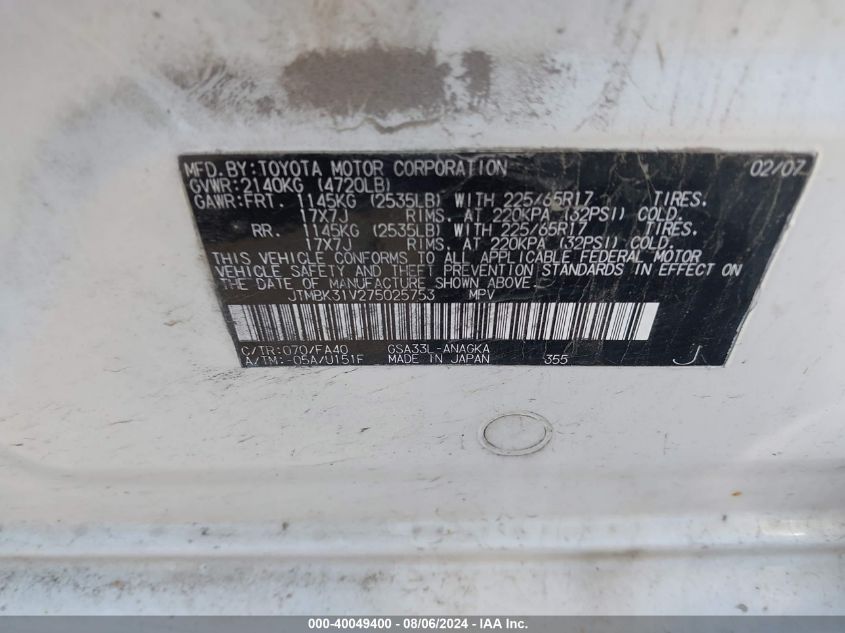 MFD.BY:TOYOTA MOTOR CORPORATION 02/07
GVWR:2140KG (4720LB)
GAWR:FRT. 1145KG (2535LB) WITH 225/65R17 TIRES.
17X7J RIMS. AT 220KPA (32PSI) COLD.
RR. 1145KG (2535LB) WITH 225/65R17 TIRES.
17X7J RIMS. AT 220KPA (32PSI) COLD.
THIS VEHICLE CONFORMS TO ALL APPLICABLE FEDERAL MOTOR
VEHICLE SAFETY AND THEFT PREVENTION STANDARDS IN EFFECT ON
THE DATE OF MANUFACTURE SHOWN ABOVE.
JTMBK31V275025753 MPV
C/TR:070/FA40 GSA33L-ANAGKA
A/TM:-05A/U151F MADE IN JAPAN 355 J
000-40049400 - 08/06/2024 - IAA Inc.